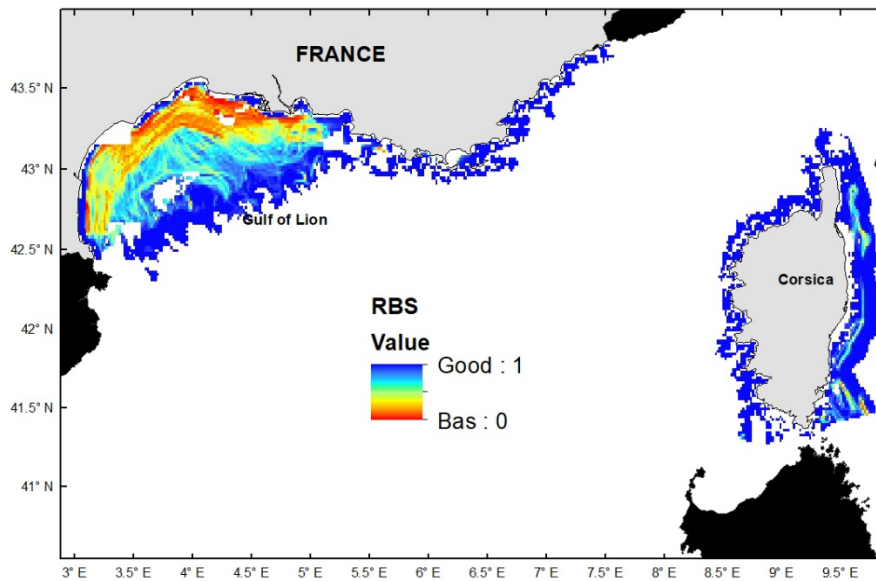 FRANCE
43.5° N
43° N
42.5° N
42° N
41.5° N
41° N
Gulf of Lion
Corsica
RBS
Value
Good : 1
Bas : 0
3° E 3.5° E 4° E 4.5° E 5° E 5.5° E 6° E 6.5° E 7° E 7.5° E 8° E 8.5° E 9° E 9.5° E